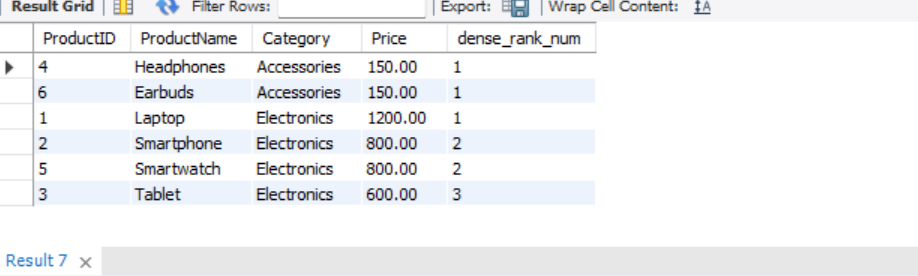 Result Grid Filter Rows: Export: Wrap Cell Content: IA
ProductID ProductName Category Price dense_rank_num
4 Headphones Accessories 150.00 1
6 Earbuds Accessories 150.00 1
1 Laptop Electronics 1200.00 1
2 Smartphone Electronics 800.00 2
5 Smartwatch Electronics 800.00 2
3 Tablet Electronics 600.00 3
Result 7 ×